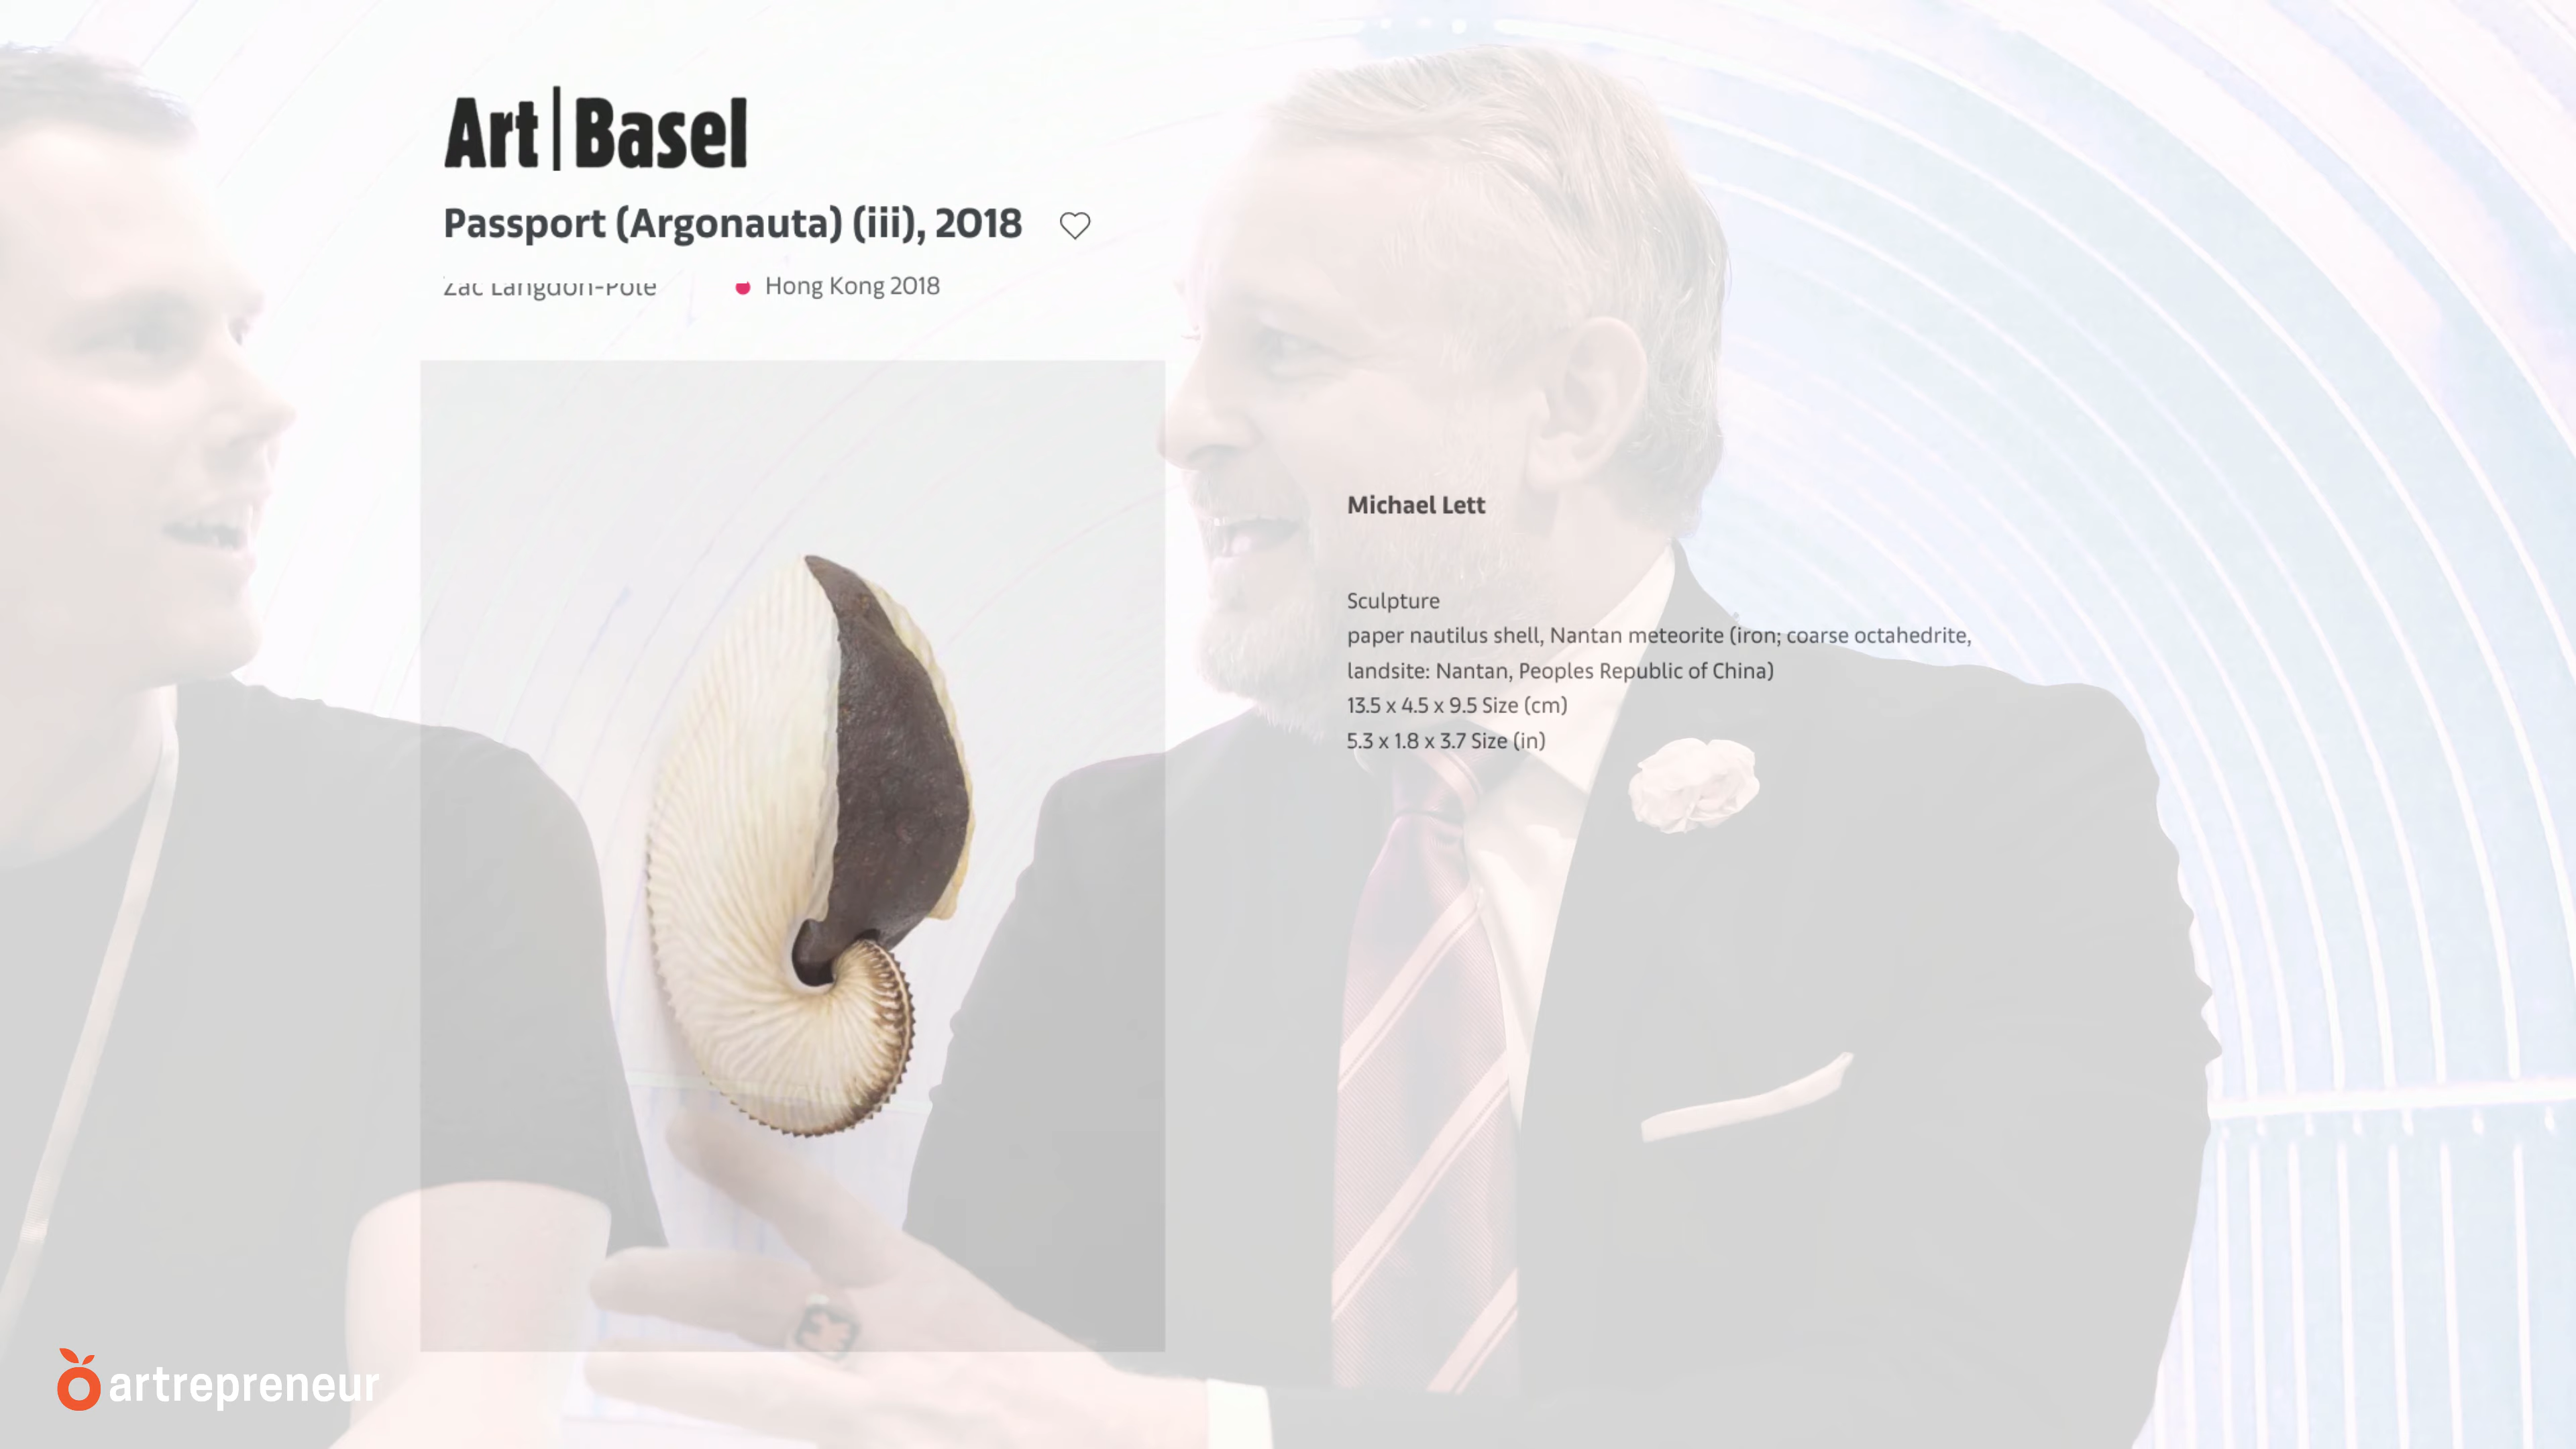 Art|Basel
Passport (Argonauta) (iii), 2018
Zac Langdon-Pole
Hong Kong 2018
Michael Lett
Sculpture
paper nautilus shell, Nantan meteorite (iron; coarse octahedrite,
landsite: Nantan, Peoples Republic of China)
13.5 x 4.5 x 9.5 Size (cm)
5.3 x 1.8 x 3.7 Size (in)
artrepreneur